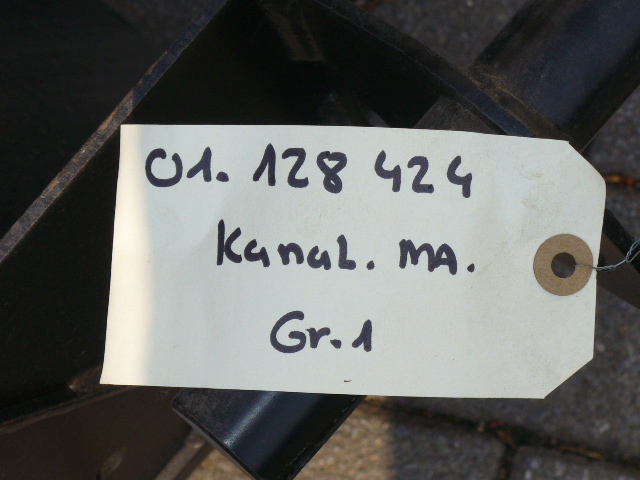 01. 128 424
Kanal. MA.
Gr. 1